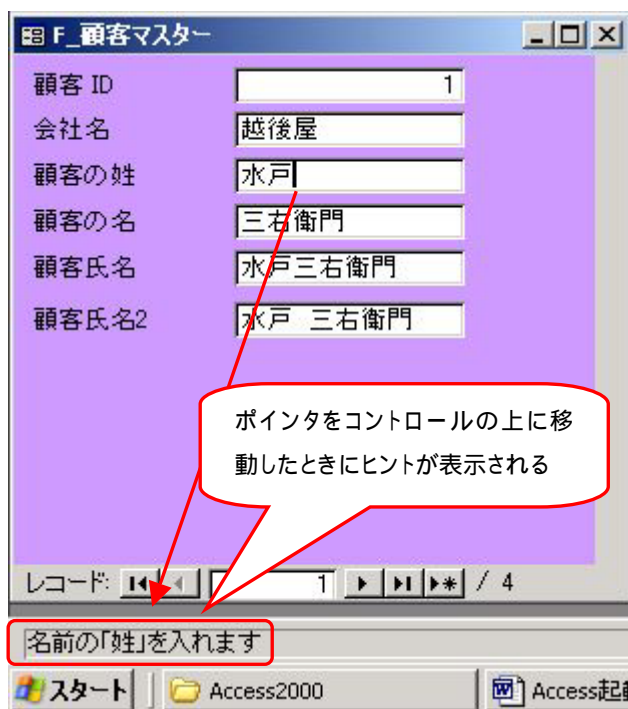 F_顧客マスター
顧客 ID 1
会社名 越後屋
顧客の姓 水戸
顧客の名 三右衛門
顧客氏名 水戸三右衛門
顧客氏名2 水戸 三右衛門
ポインタをコントロールの上に移
動したときにヒントが表示される
レコード: 1 / 4
名前の「姓」を入れます
スタート Access2000 Access起動